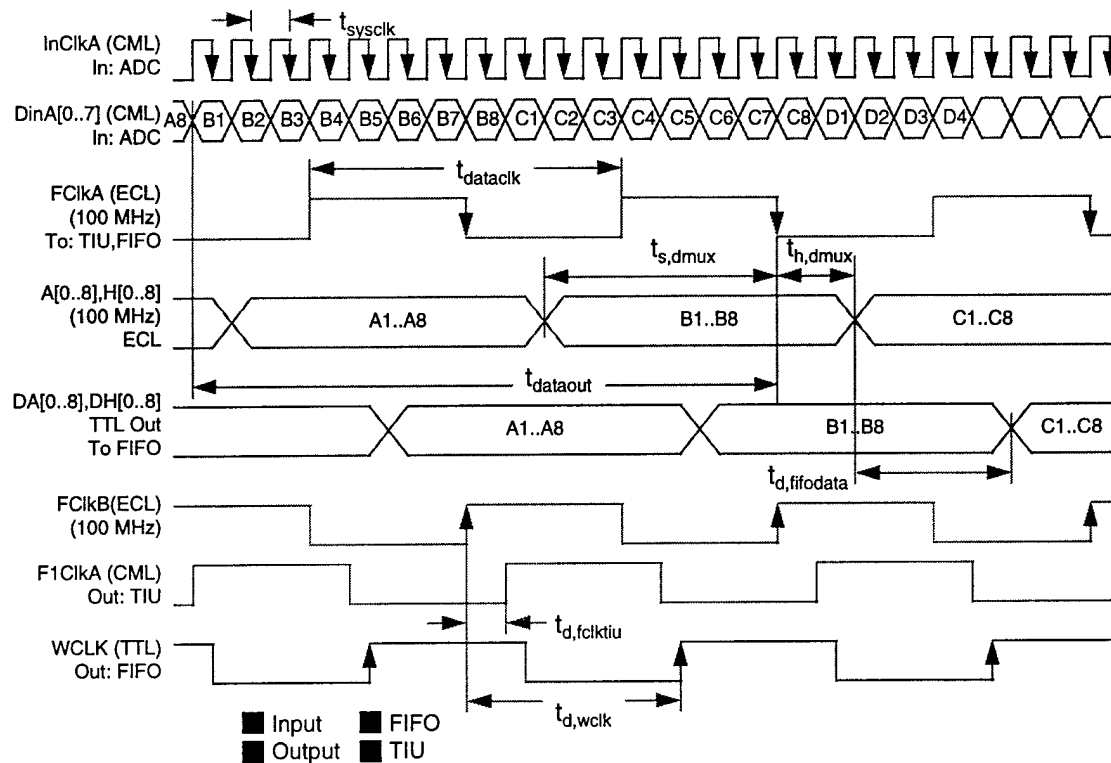 t_sysclk
InClkA (CML)
In: ADC
DinA[0..7] (CML)
In: ADC
A8 B1 B2 B3 B4 B5 B6 B7 B8 C1 C2 C3 C4 C5 C6 C7 C8 D1 D2 D3 D4
t_dataclk
FClkA (ECL)
(100 MHz)
To: TIU,FIFO
t_s,dmux t_h,dmux
A[0..8],H[0..8]
(100 MHz)
ECL
A1..A8 B1..B8 C1..C8
t_dataout
DA[0..8],DH[0..8]
TTL Out
To FIFO
A1..A8 B1..B8 C1..C8
t_d,fifodata
FClkB(ECL)
(100 MHz)
F1ClkA (CML)
Out: TIU
t_d,fclktiu
WCLK (TTL)
Out: FIFO
t_d,wclk
Input FIFO
Output TIU